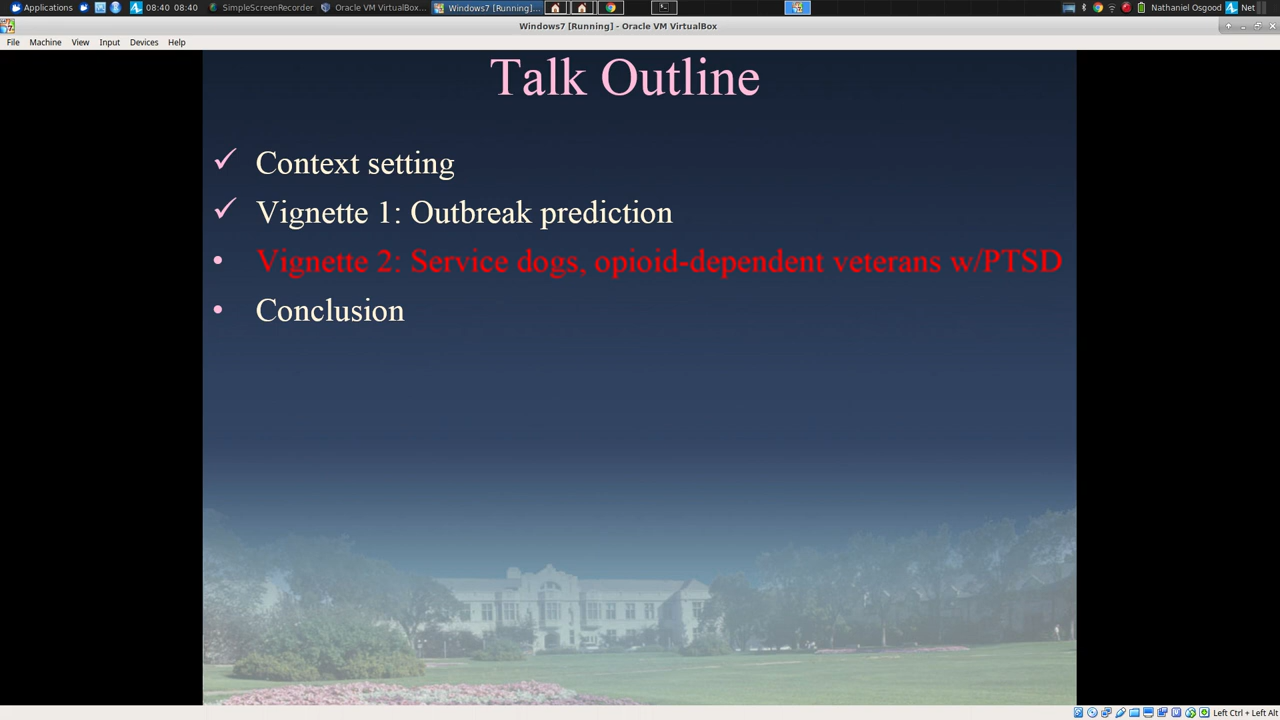 Applications
08:40 08:40
SimpleScreenRecorder
Oracle VM VirtualBox...
Windows7 [Running]...
Nathaniel Osgood
Net
Windows7 [Running] - Oracle VM VirtualBox
File Machine View Input Devices Help
Talk Outline
✓ Context setting
✓ Vignette 1: Outbreak prediction
• Vignette 2: Service dogs, opioid-dependent veterans w/PTSD
• Conclusion
Left Ctrl + Left Alt